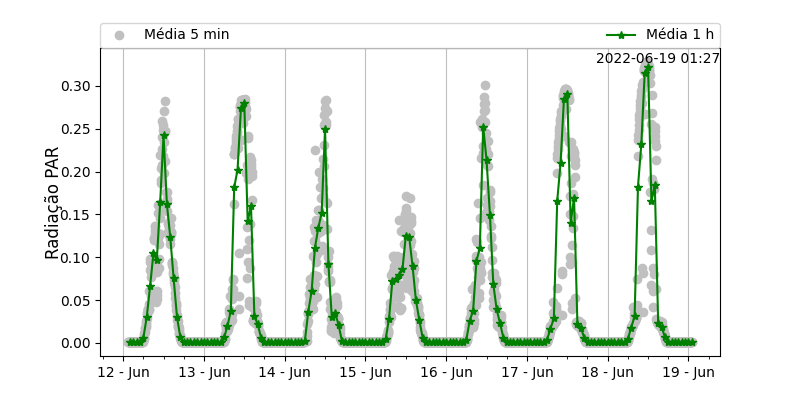 Média 5 min
Média 1 h
2022-06-19 01:27
Radiação PAR
0.30
0.25
0.20
0.15
0.10
0.05
0.00
12 - Jun
13 - Jun
14 - Jun
15 - Jun
16 - Jun
17 - Jun
18 - Jun
19 - Jun